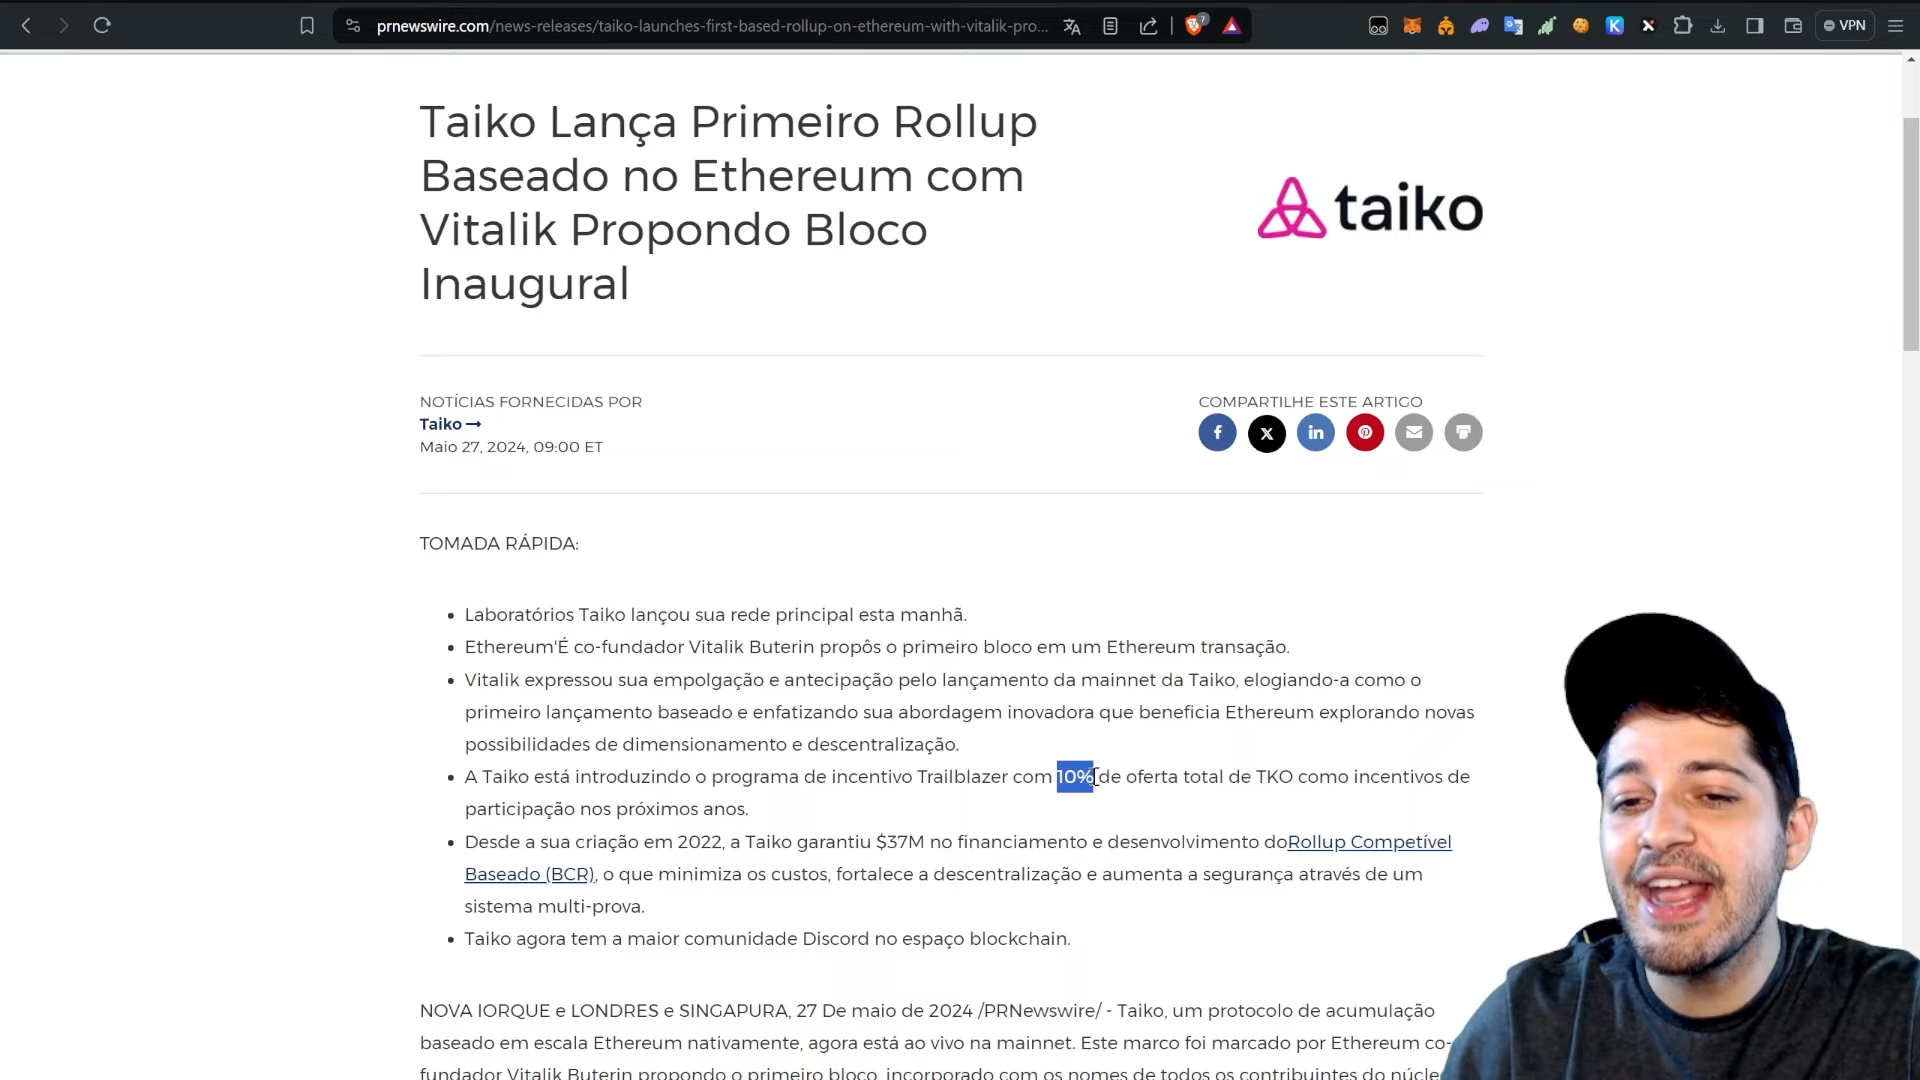 prnewswire.com/news-releases/taiko-launches-first-based-rollup-on-ethereum-with-vitalik-pro...
7
VPN
Taiko Lança Primeiro Rollup
Baseado no Ethereum com
Vitalik Propondo Bloco
Inaugural
taiko
NOTÍCIAS FORNECIDAS POR
Taiko →
Maio 27, 2024, 09:00 ET
COMPARTILHE ESTE ARTIGO
TOMADA RÁPIDA:
• Laboratórios Taiko lançou sua rede principal esta manhã.
• Ethereum'É co-fundador Vitalik Buterin propôs o primeiro bloco em um Ethereum transação.
• Vitalik expressou sua empolgação e antecipação pelo lançamento da mainnet da Taiko, elogiando-a como o
primeiro lançamento baseado e enfatizando sua abordagem inovadora que beneficia Ethereum explorando novas
possibilidades de dimensionamento e descentralização.
• A Taiko está introduzindo o programa de incentivo Trailblazer com 10% de oferta total de TKO como incentivos de
participação nos próximos anos.
• Desde a sua criação em 2022, a Taiko garantiu $37M no financiamento e desenvolvimento doRollup Competível
Baseado (BCR), o que minimiza os custos, fortalece a descentralização e aumenta a segurança através de um
sistema multi-prova.
• Taiko agora tem a maior comunidade Discord no espaço blockchain.
NOVA IORQUE e LONDRES e SINGAPURA, 27 De maio de 2024 /PRNewswire/ - Taiko, um protocolo de acumulação
baseado em escala Ethereum nativamente, agora está ao vivo na mainnet. Este marco foi marcado por Ethereum co-
fundador Vitalik Buterin propondo o primeiro bloco, incorporado com os nomes de todos os contribuintes do núcle